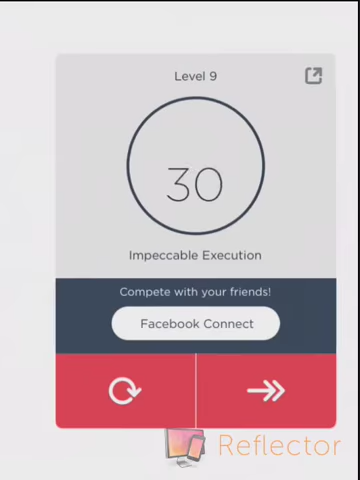 Level 9
30
Impeccable Execution
Compete with your friends!
Facebook Connect
Reflector